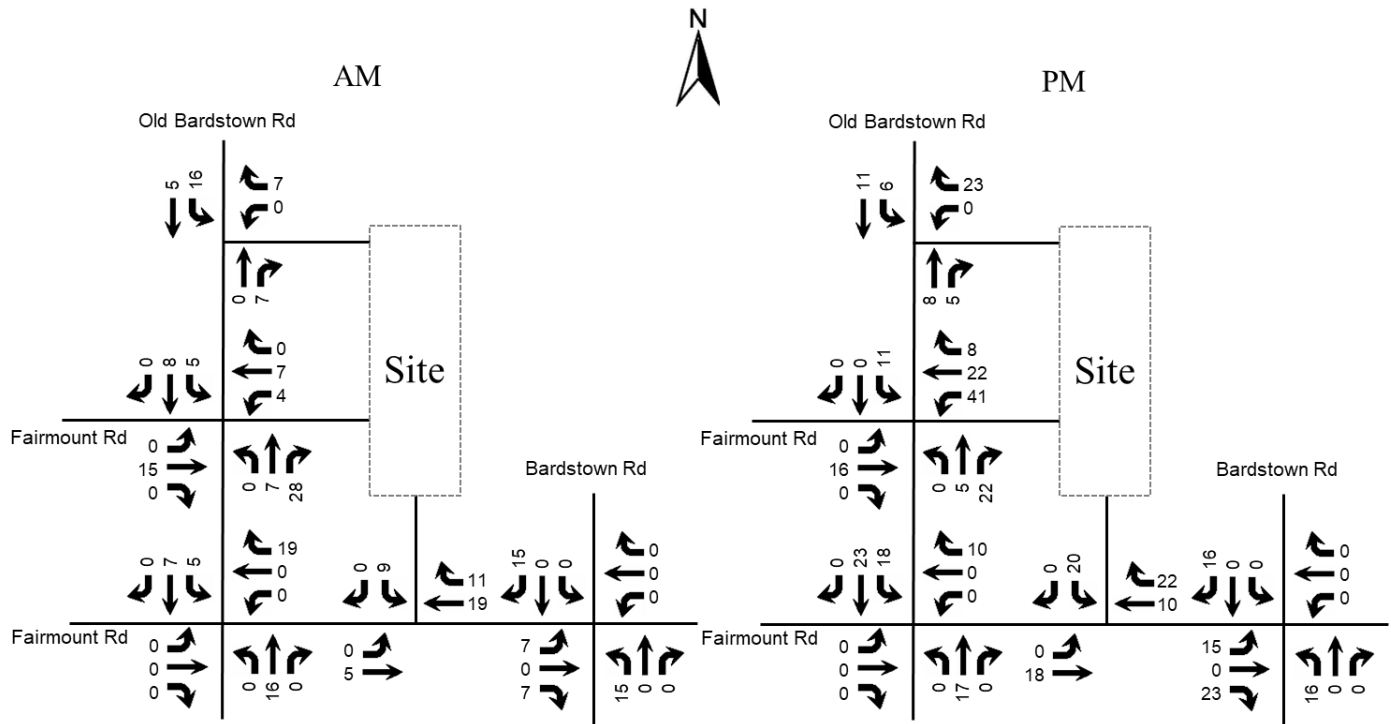 N
AM
PM
Old Bardstown Rd
Old Bardstown Rd
5 16
7
0
11 6
23
0
0 7
8 5
0 8 5
0
7
4
0 0 11
8
22
41
Site
Site
Fairmount Rd
Fairmount Rd
0
15
0
0 7 28
0
16
0
0 5 22
Bardstown Rd
Bardstown Rd
0 7 5
19
0
0
0 9
11
19
15 0 0
0
0
0
0 23 18
10
0
0
0 20
22
10
16 0 0
0
0
0
Fairmount Rd
Fairmount Rd
0
0
0
0 16 0
0
5
7
0
7
15 0 0
0
0
0
0 17 0
0
18
15
0
23
16 0 0